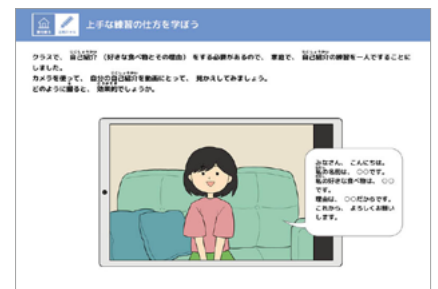 上手な練習の仕方を学ぼう
クラスで、自己紹介（好きな食べ物とその理由）をする必要があるので、家庭で、自己紹介の練習を一人ですることに
しました。
カメラを使って、自分の自己紹介を動画にとって、見かえしてみましょう。
どのように撮ると、効果的でしょうか。
みなさん、こんにちは。
私の名前は、○○です。
私の好きな食べ物は、○○
です。
理由は、○○だからです。
これから、よろしくお願い
します。